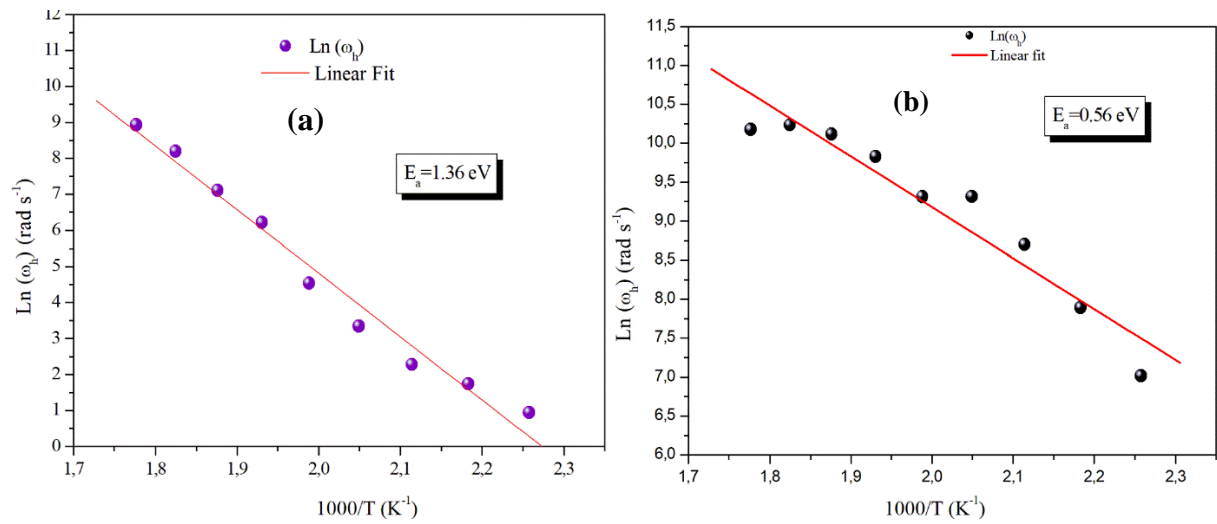 12
11
10
9
8
7
6
5
4
3
2
1
0
Ln (ω_h) (rad s⁻¹)
Ln (ω_h)
Linear Fit
(a)
E_a=1.36 eV
1,7 1,8 1,9 2,0 2,1 2,2 2,3
1000/T (K⁻¹)
11,5
11,0
10,5
10,0
9,5
9,0
8,5
8,0
7,5
7,0
6,5
6,0
Ln (ω_h) (rad s⁻¹)
Ln(ω_h)
Linear fit
(b)
E_a=0.56 eV
1,7 1,8 1,9 2,0 2,1 2,2 2,3
1000/T (K⁻¹)